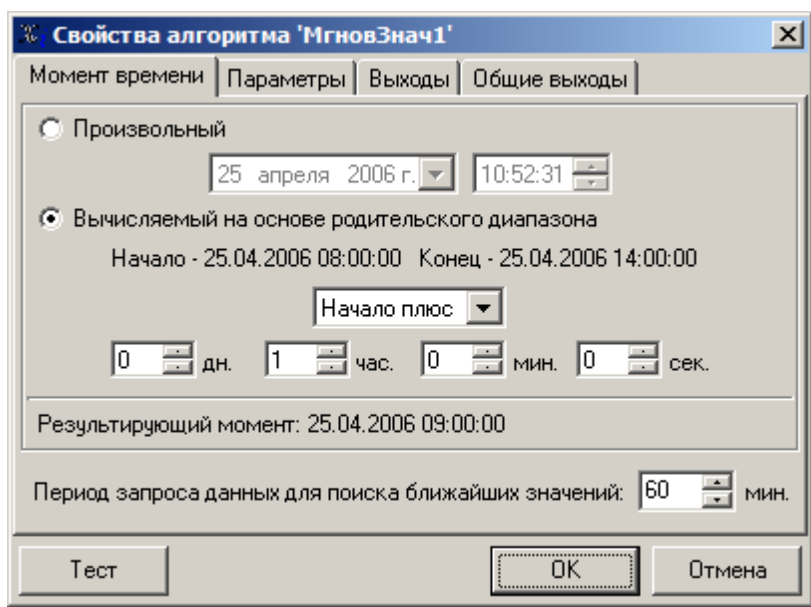 Свойства алгоритма 'МгновЗнач1'
Момент времени Параметры Выходы Общие выходы
Произвольный
25 апреля 2006 г. 10:52:31
Вычисляемый на основе родительского диапазона
Начало - 25.04.2006 08:00:00 Конец - 25.04.2006 14:00:00
Начало плюс
0 дн. 1 час. 0 мин. 0 сек.
Результирующий момент: 25.04.2006 09:00:00
Период запроса данных для поиска ближайших значений: 60 мин.
Тест OK Отмена